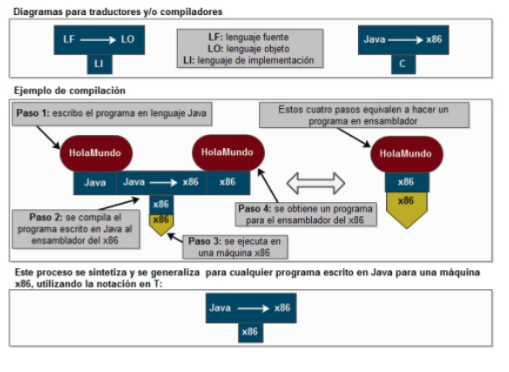 Diagramas para traductores y/o compiladores
LF → LO
LI
LF: lenguaje fuente
LO: lenguaje objeto
LI: lenguaje de implementación
Java → x86
C
Ejemplo de compilación
Paso 1: escribo el programa en lenguaje Java
Estos cuatro pasos equivalen a hacer un
programa en ensamblador
HolaMundo
HolaMundo
HolaMundo
Java
Java → x86
x86
x86
x86
x86
x86
Paso 2: se compila el
programa escrito en Java al
ensamblador del x86
Paso 3: se ejecuta en
una máquina x86
Paso 4: se obtiene un programa
para el ensamblador del x86
Este proceso se sintetiza y se generaliza para cualquier programa escrito en Java para una máquina
x86, utilizando la notación en T:
Java → x86
x86